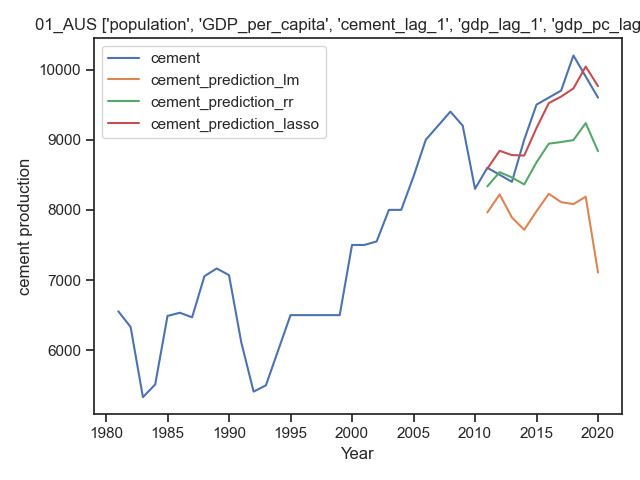 01_AUS ['population', 'GDP_per_capita', 'cement_lag_1', 'gdp_lag_1', 'gdp_pc_lag
cement
cement_prediction_lm
cement_prediction_rr
cement_prediction_lasso
cement production
10000
9000
8000
7000
6000
1980 1985 1990 1995 2000 2005 2010 2015 2020
Year